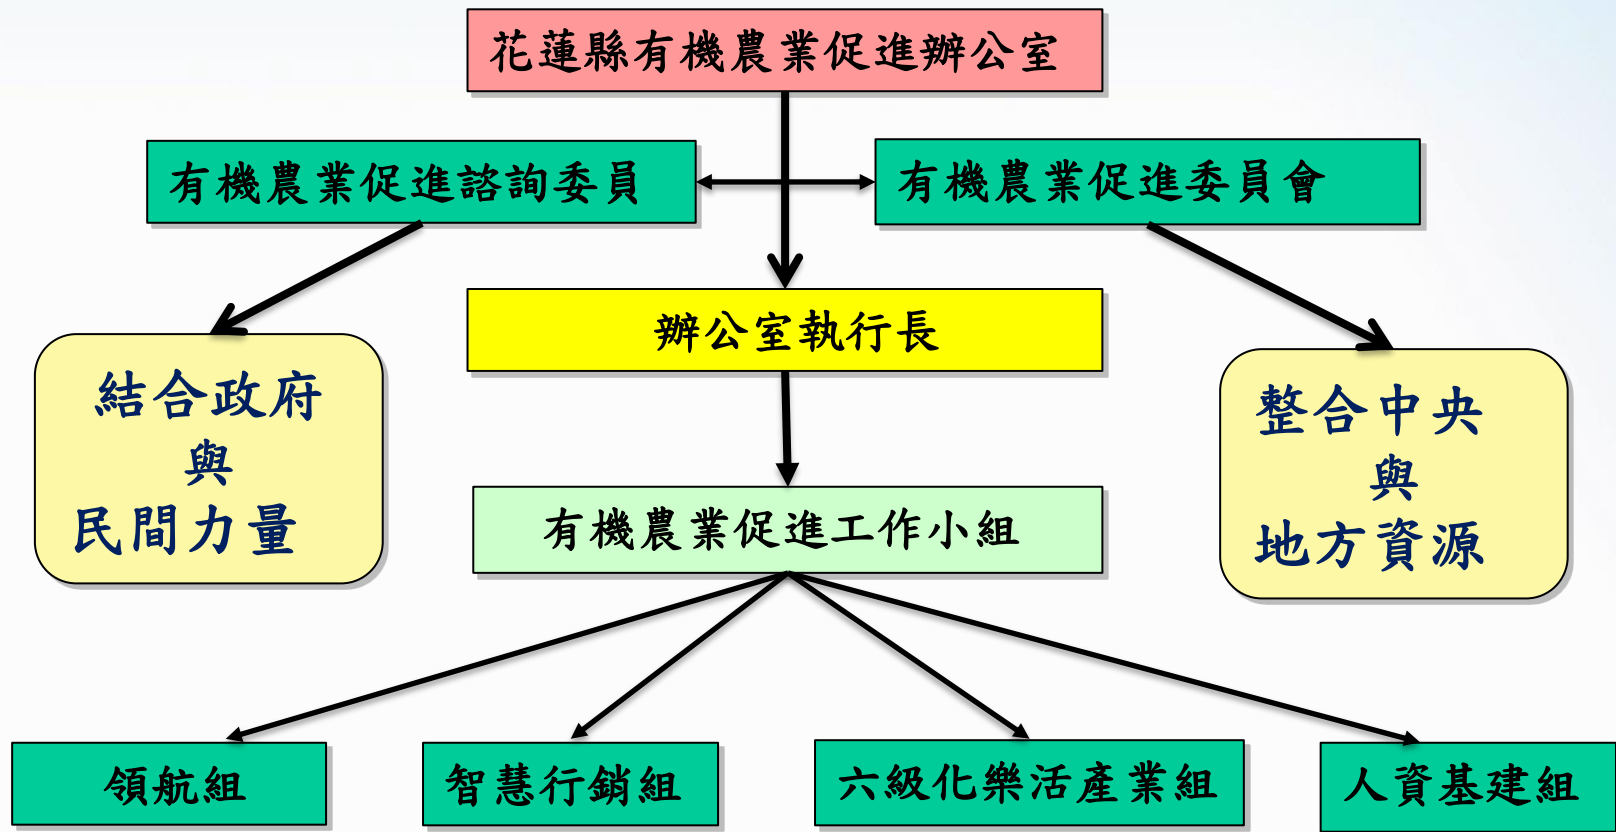 花蓮縣有機農業促進辦公室
有機農業促進諮詢委員
有機農業促進委員會
辦公室執行長
結合政府
與
民間力量
整合中央
與
地方資源
有機農業促進工作小組
領航組
智慧行銷組
六級化樂活產業組
人資基建組